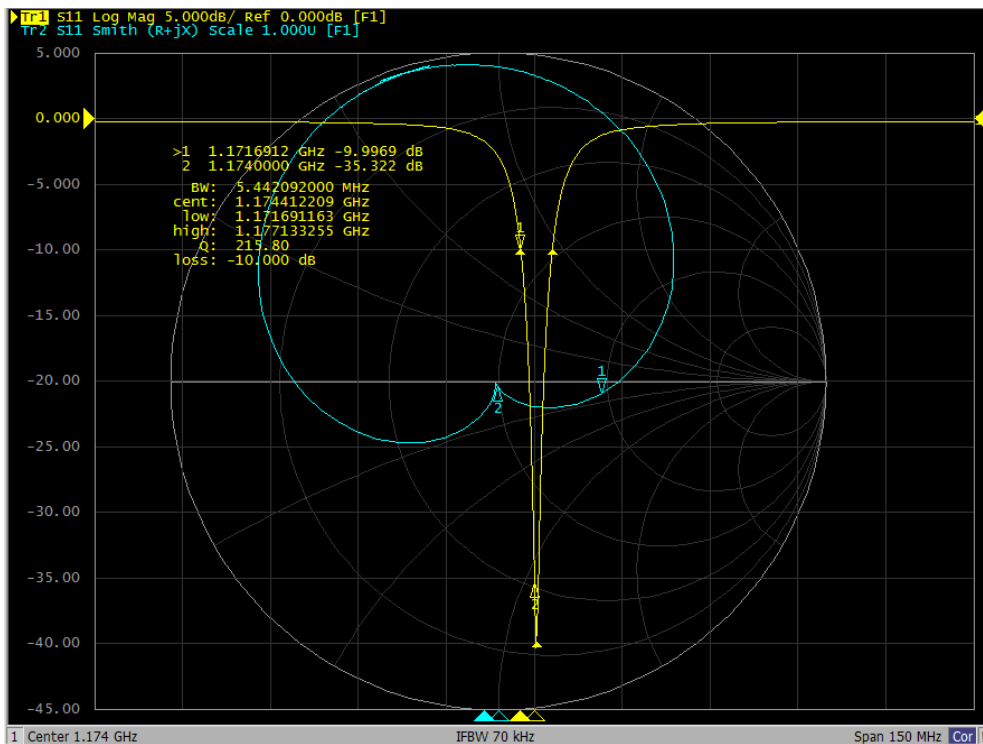 Tr1 S11 Log Mag 5.000dB/ Ref 0.000dB [F1]
Tr2 S11 Smith (R+jX) Scale 1.000U [F1]
5.000
0.000
-5.000
-10.00
-15.00
-20.00
-25.00
-30.00
-35.00
-40.00
-45.00
>1 1.1716912 GHz -9.9969 dB
2 1.1740000 GHz -35.322 dB
BW: 5.442092000 MHz
cent: 1.174412209 GHz
low: 1.171691163 GHz
high: 1.177133255 GHz
Q: 215.80
loss: -10.000 dB
1
1
2
2
1 Center 1.174 GHz IFBW 70 kHz Span 150 MHz Cor